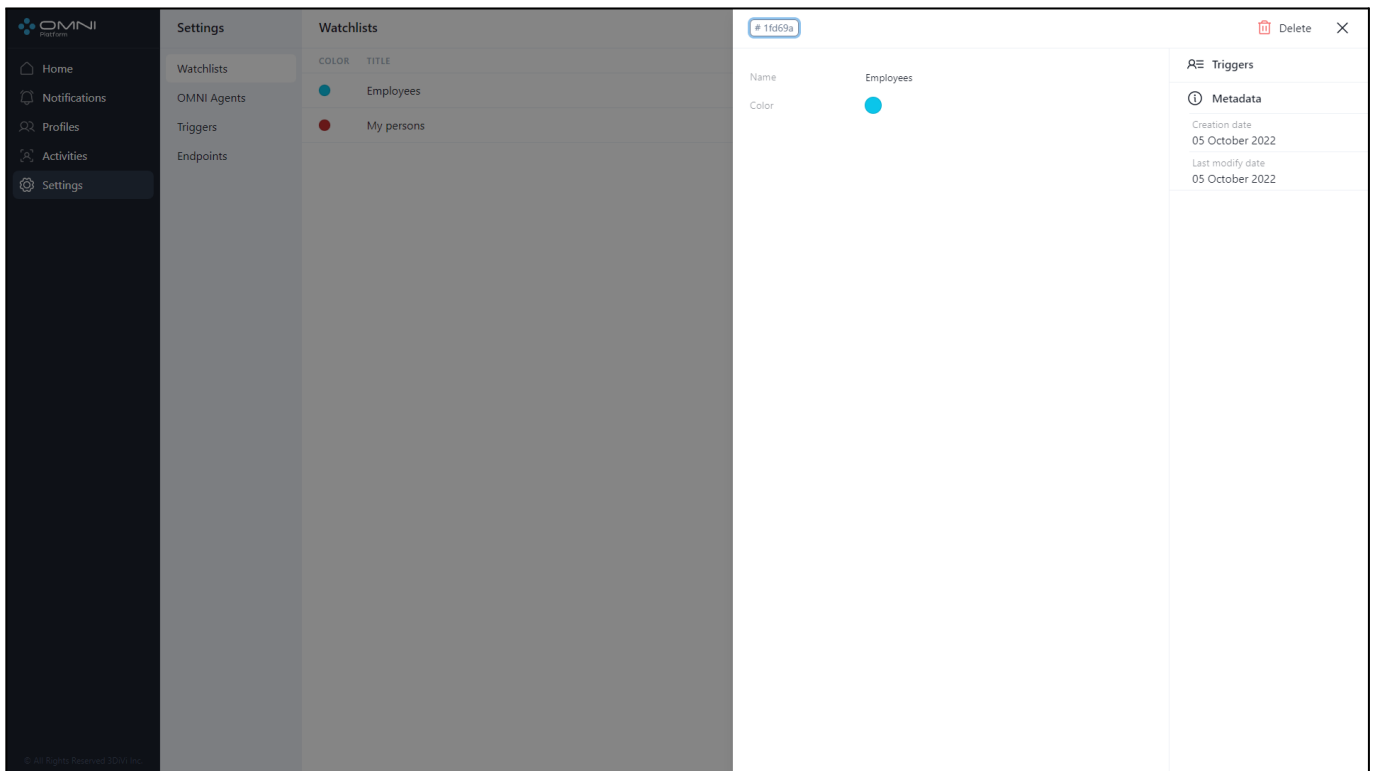 OMNI
Platform
Home
Notifications
Profiles
Activities
Settings
© All Rights Reserved 3DiVi Inc
Settings
Watchlists
OMNI Agents
Triggers
Endpoints
Watchlists
COLOR TITLE
Employees
My persons
# 1fd69a
Delete
Name Employees
Color
Triggers
Metadata
Creation date
05 October 2022
Last modify date
05 October 2022